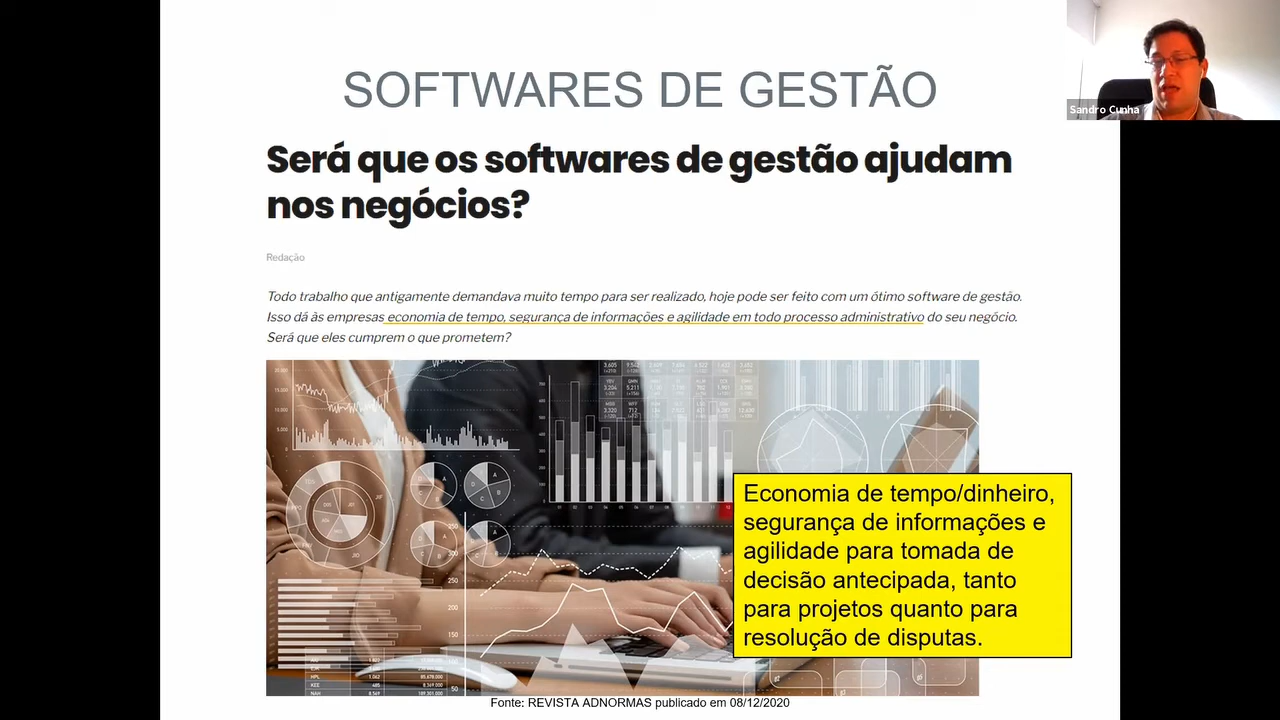 SOFTWARES DE GESTÃO
Sandro Cunha
Será que os softwares de gestão ajudam
nos negócios?
Redação
Todo trabalho que antigamente demandava muito tempo para ser realizado, hoje pode ser feito com um ótimo software de gestão.
Isso dá às empresas economia de tempo, segurança de informações e agilidade em todo processo administrativo do seu negócio.
Será que eles cumprem o que prometem?
Economia de tempo/dinheiro,
segurança de informações e
agilidade para tomada de
decisão antecipada, tanto
para projetos quanto para
resolução de disputas.
Fonte: REVISTA ADNORMAS publicado em 08/12/2020